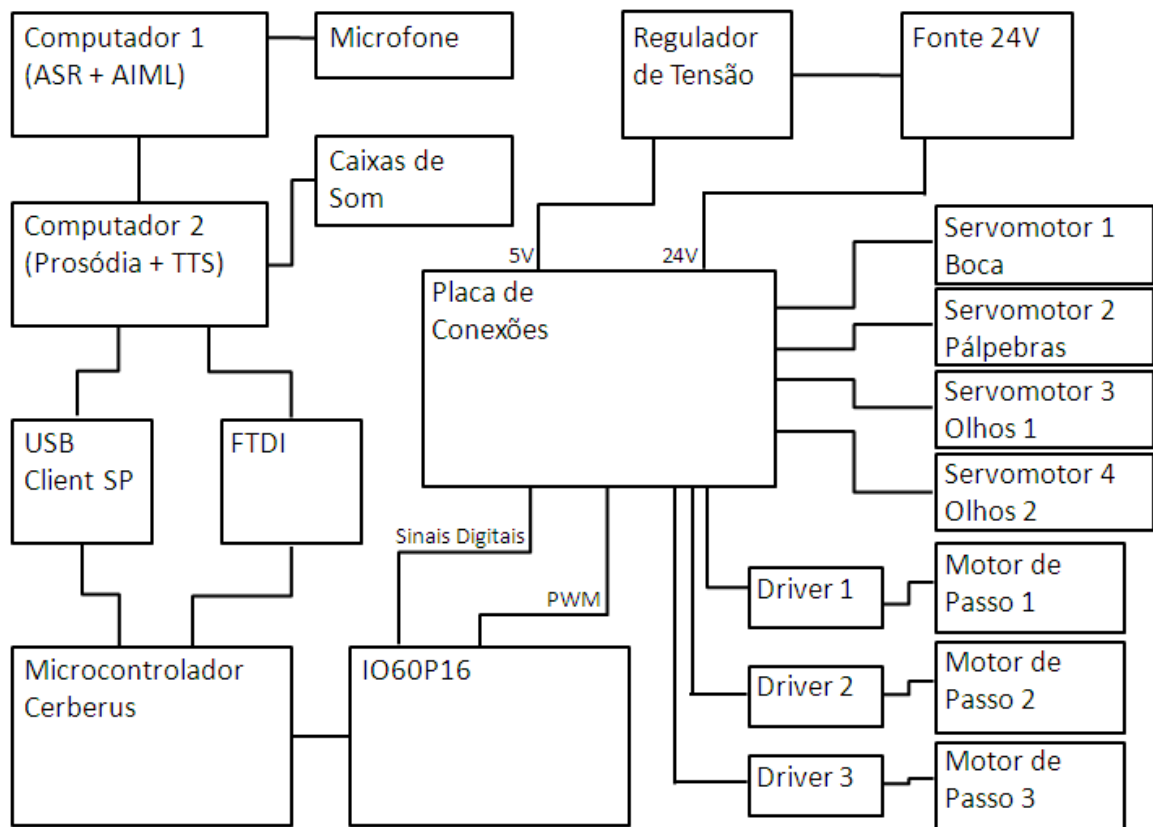 Computador 1
(ASR + AIML)
Microfone
Regulador
de Tensão
Fonte 24V
Caixas de
Som
Computador 2
(Prosódia + TTS)
5V
24V
Placa de
Conexões
Servomotor 1
Boca
Servomotor 2
Pálpebras
Servomotor 3
Olhos 1
Servomotor 4
Olhos 2
USB
Client SP
FTDI
Sinais Digitais
PWM
Driver 1
Motor de
Passo 1
Microcontrolador
Cerberus
IO60P16
Driver 2
Motor de
Passo 2
Driver 3
Motor de
Passo 3